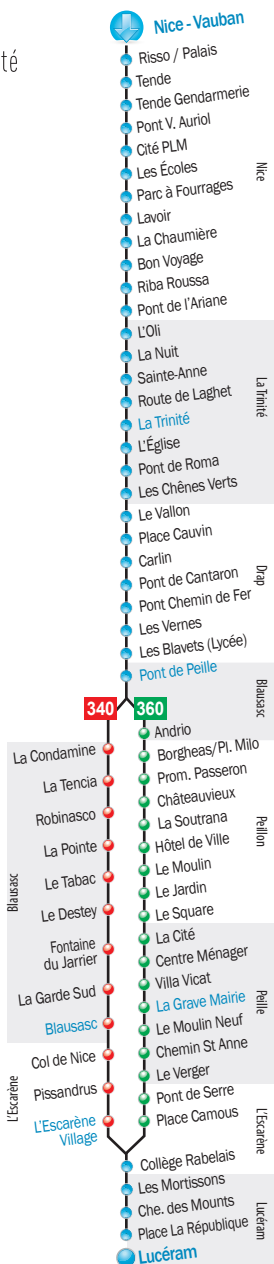 Nice - Vauban
té
Risso / Palais
Tende
Tende Gendarmerie
Pont V. Auriol
Cité PLM
Les Écoles
Parc à Fourrages
Nice
Lavoir
La Chaumière
Bon Voyage
Riba Roussa
Pont de l'Ariane
L'Oli
La Nuit
Sainte-Anne
Route de Laghet
La Trinité
La Trinité
L'Église
Pont de Roma
Les Chênes Verts
Le Vallon
Place Cauvin
Carlin
Pont de Cantaron
Drap
Pont Chemin de Fer
Les Vernes
Les Blavets (Lycée)
Pont de Peille
Blausasc
340
360
La Condamine
La Tencia
Robinasco
La Pointe
Le Tabac
Le Destey
Fontaine
du Jarrier
La Garde Sud
Blausasc
Blausasc
Col de Nice
Pissandrus
L'Escarène
Village
L'Escarène
Andrio
Borgheas/Pl. Milo
Prom. Passeron
Châteauvieux
La Soutrana
Hôtel de Ville
Peillon
Le Moulin
Le Jardin
Le Square
La Cité
Centre Ménager
Villa Vicat
La Grave Mairie
Peille
Le Moulin Neuf
Chemin St Anne
Le Verger
Pont de Serre
Place Camous
L'Escarène
Collège Rabelais
Les Mortissons
Che. des Mounts
Place La République
Lucéram
Lucéram